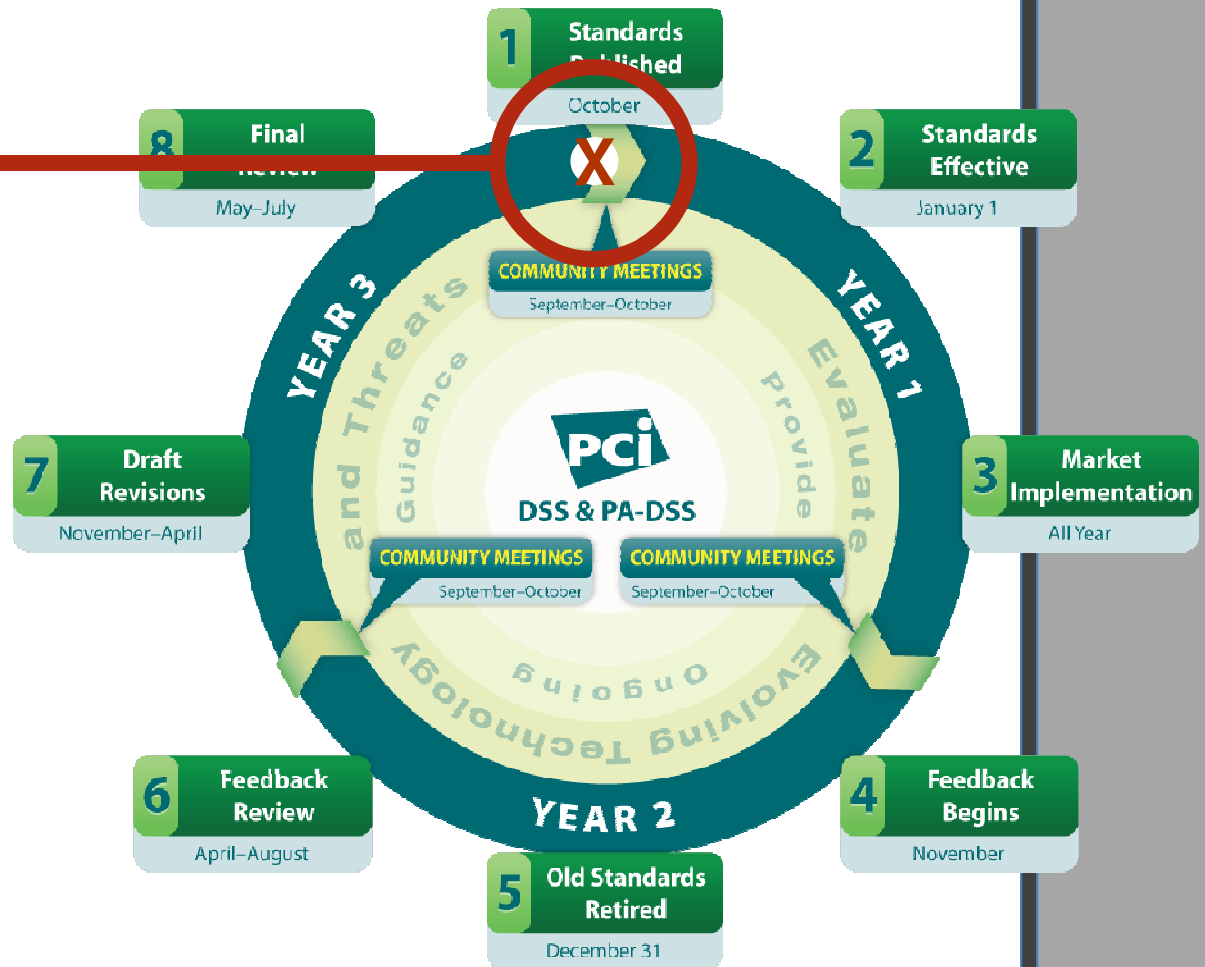 1
Standards
Published
October
2
Standards
Effective
January 1
3
Market
Implementation
All Year
4
Feedback
Begins
November
5
Old Standards
Retired
December 31
6
Feedback
Review
April–August
7
Draft
Revisions
November–April
8
Final
Review
May–July
X
YEAR 1
YEAR 2
YEAR 3
COMMUNITY MEETINGS
September–October
COMMUNITY MEETINGS
September–October
COMMUNITY MEETINGS
September–October
Evaluate
Evolving Technology
and Threats
Provide
Ongoing
Guidance
PCi
DSS & PA-DSS